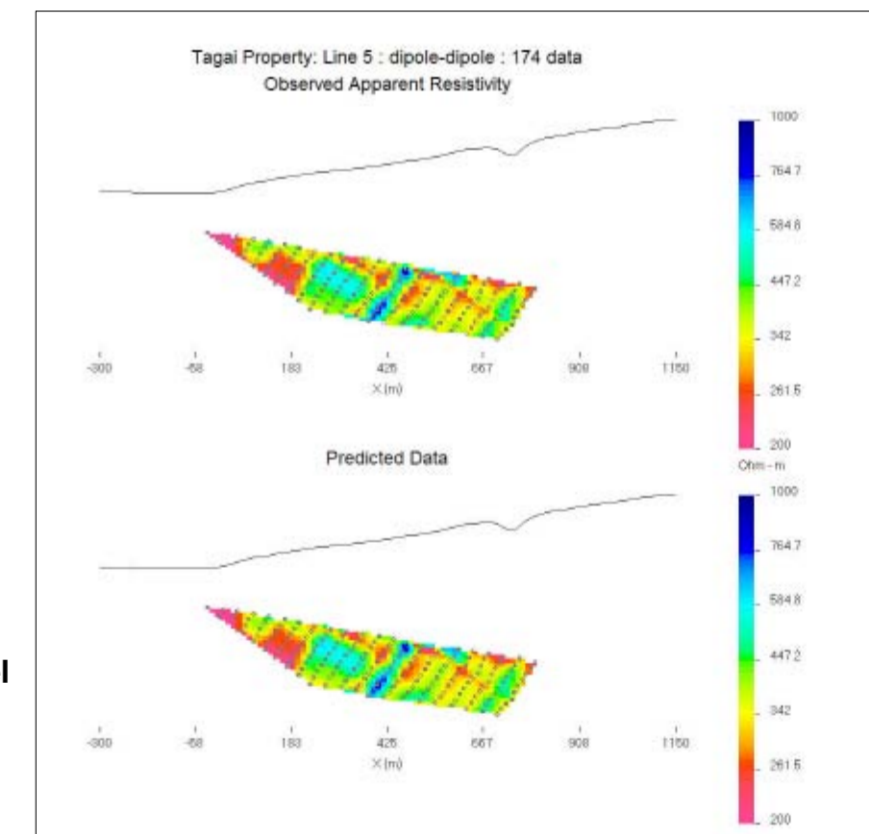 Tagai Property: Line 5 : dipole-dipole : 174 data
Observed Apparent Resistivity
1000
764.7
584.8
447.2
342
261.5
200
Ohm-m
-300 -58 183 425 667 908 1150
X (m)
Predicted Data
1000
764.7
584.8
447.2
342
261.5
200
-300 -58 183 425 667 908 1150
X (m)